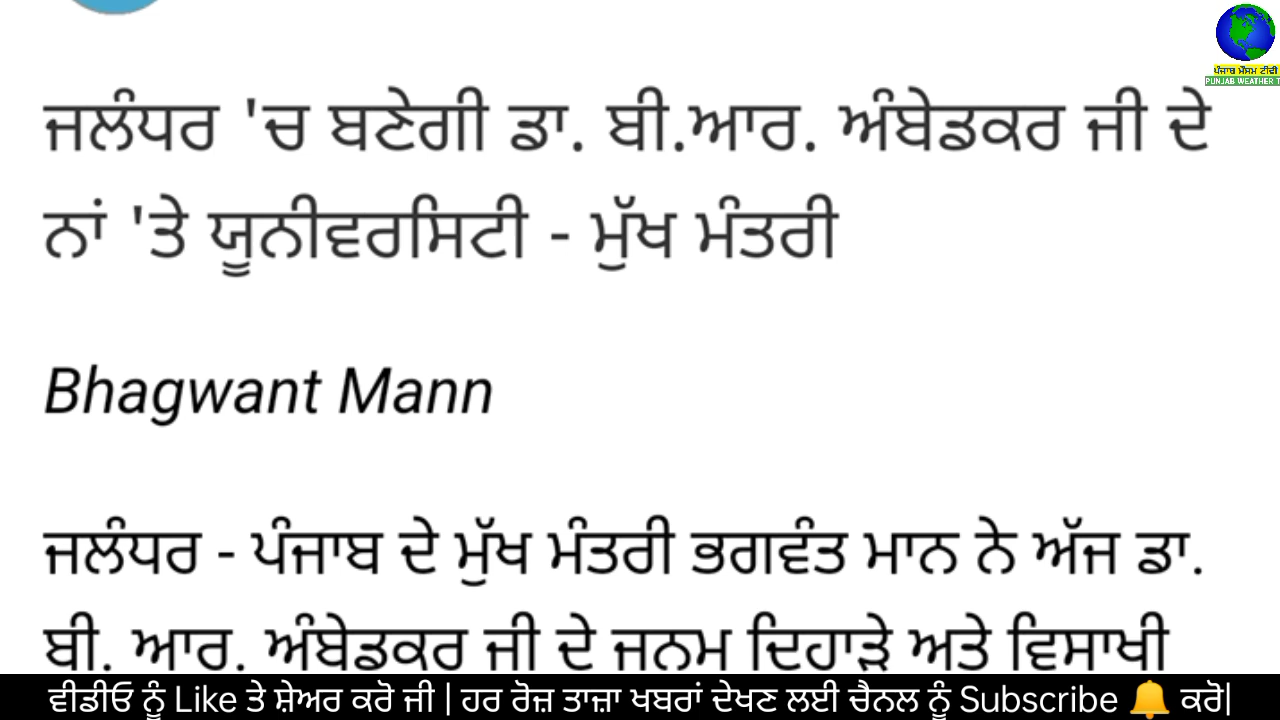 ਪੰਜਾਬ ਮੌਸਮ ਟੀਵੀ
PUNJAB WEATHER T
ਜਲੰਧਰ 'ਚ ਬਣੇਗੀ ਡਾ. ਬੀ.ਆਰ. ਅੰਬੇਡਕਰ ਜੀ ਦੇ
ਨਾਂ 'ਤੇ ਯੂਨੀਵਰਸਿਟੀ - ਮੁੱਖ ਮੰਤਰੀ
Bhagwant Mann
ਜਲੰਧਰ - ਪੰਜਾਬ ਦੇ ਮੁੱਖ ਮੰਤਰੀ ਭਗਵੰਤ ਮਾਨ ਨੇ ਅੱਜ ਡਾ.
ਬੀ. ਆਰ. ਅੰਬੇਡਕਰ ਜੀ ਦੇ ਜਨਮ ਦਿਹਾੜੇ ਅਤੇ ਵਿਸਾਖੀ
ਵੀਡੀਓ ਨੂੰ Like ਤੇ ਸ਼ੇਅਰ ਕਰੋ ਜੀ | ਹਰ ਰੋਜ਼ ਤਾਜ਼ਾ ਖਬਰਾਂ ਦੇਖਣ ਲਈ ਚੈਨਲ ਨੂੰ Subscribe 🔔 ਕਰੋ|